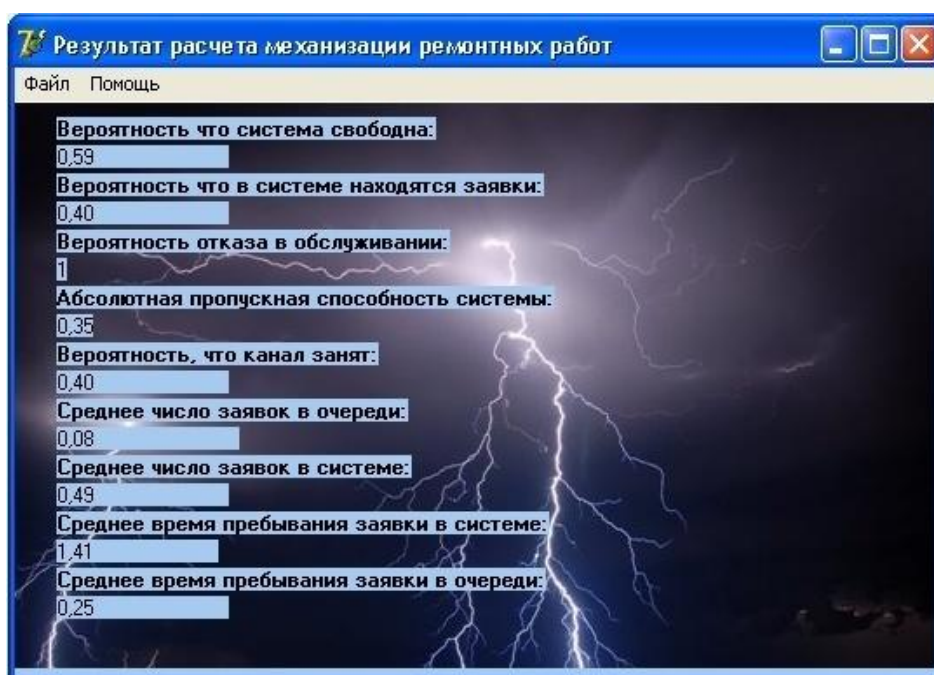 Результат расчета механизации ремонтных работ
Файл Помощь
Вероятность что система свободна:
0,59
Вероятность что в системе находятся заявки:
0,40
Вероятность отказа в обслуживании:
1
Абсолютная пропускная способность системы:
0,35
Вероятность, что канал занят:
0,40
Среднее число заявок в очереди:
0,08
Среднее число заявок в системе:
0,49
Среднее время пребывания заявки в системе:
1,41
Среднее время пребывания заявки в очереди:
0,25